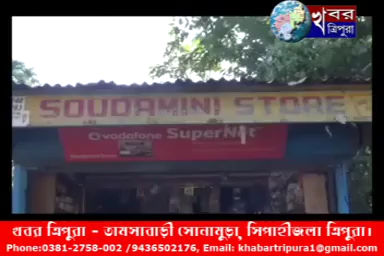 খবর
ত্রিপুরা
SOUDAMINI STORE
vodafone SuperNet
খবর ত্রিপুরা - তামসাবাড়ী সোনামুড়া, সিপাহীজলা ত্রিপুরা।
Phone:0381-2758-002 /9436502176, Email: khabartripura1@gmail.com